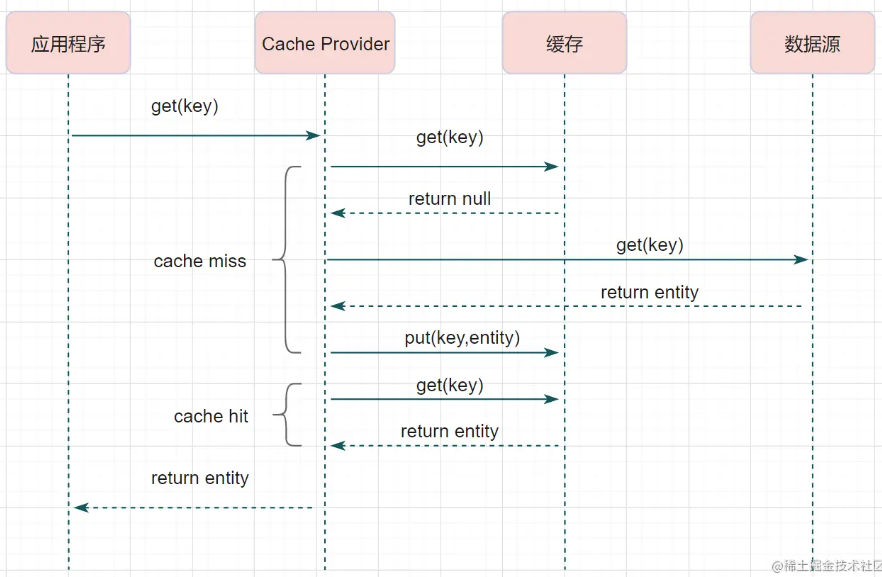 应用程序
Cache Provider
缓存
数据源
get(key)
get(key)
return null
get(key)
cache miss
return entity
put(key,entity)
get(key)
cache hit
return entity
return entity
@稀土掘金技术社区